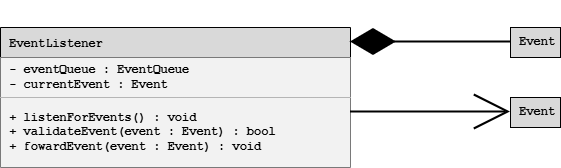 EventListener
- eventQueue : EventQueue
- currentEvent : Event
+ listenForEvents() : void
+ validateEvent(event : Event) : bool
+ fowardEvent(event : Event) : void
Event
Event